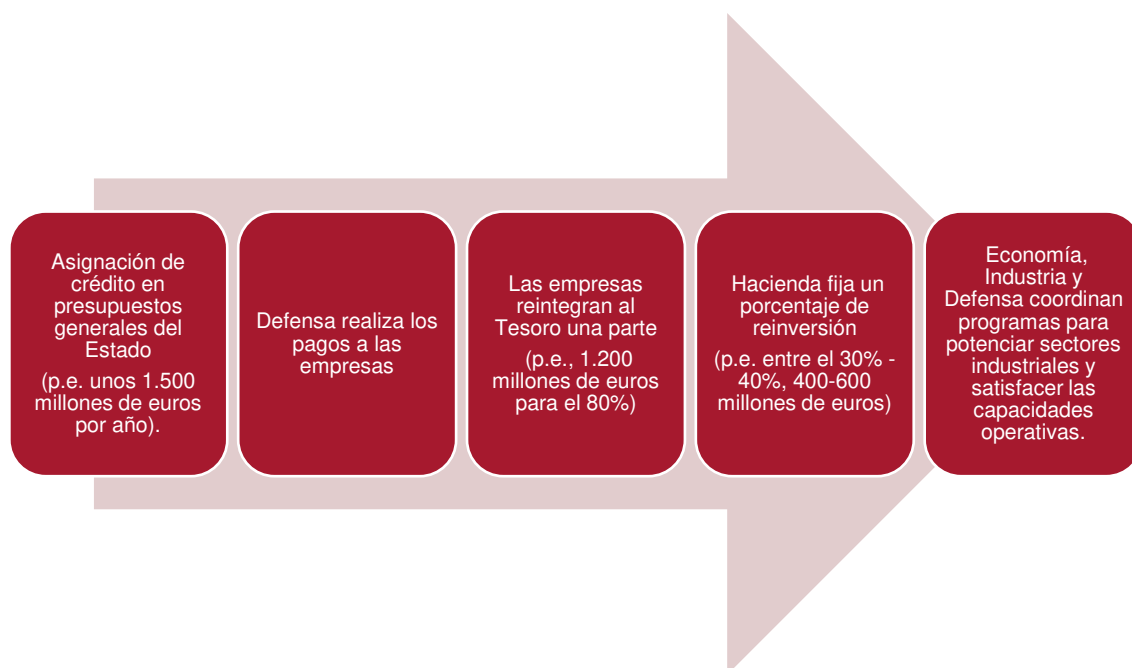 Asignación de
crédito en
presupuestos
generales del
Estado
(p.e. unos 1.500
millones de euros
por año).
Defensa realiza los
pagos a las
empresas
Las empresas
reintegran al
Tesoro una parte
(p.e., 1.200
millones de euros
para el 80%)
Hacienda fija un
porcentaje de
reinversión
(p.e. entre el 30% -
40%, 400-600
millones de euros)
Economía,
Industria y
Defensa coordinan
programas para
potenciar sectores
industriales y
satisfacer las
capacidades
operativas.